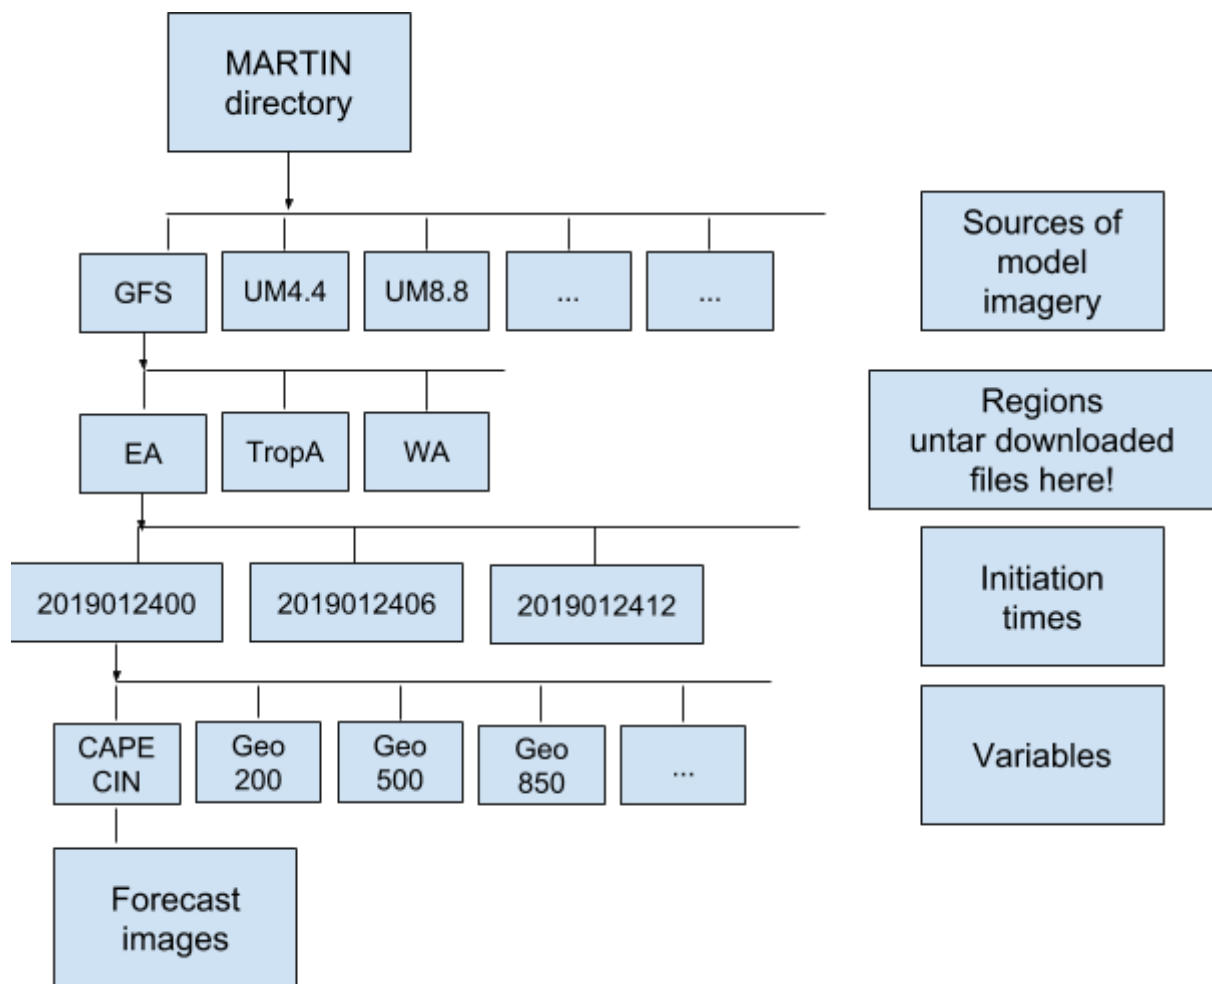 MARTIN
directory
Sources of
model
imagery
GFS
UM4.4
UM8.8
...
...
Regions
untar downloaded
files here!
EA
TropA
WA
Initiation
times
2019012400
2019012406
2019012412
Variables
CAPE
CIN
Geo
200
Geo
500
Geo
850
...
Forecast
images